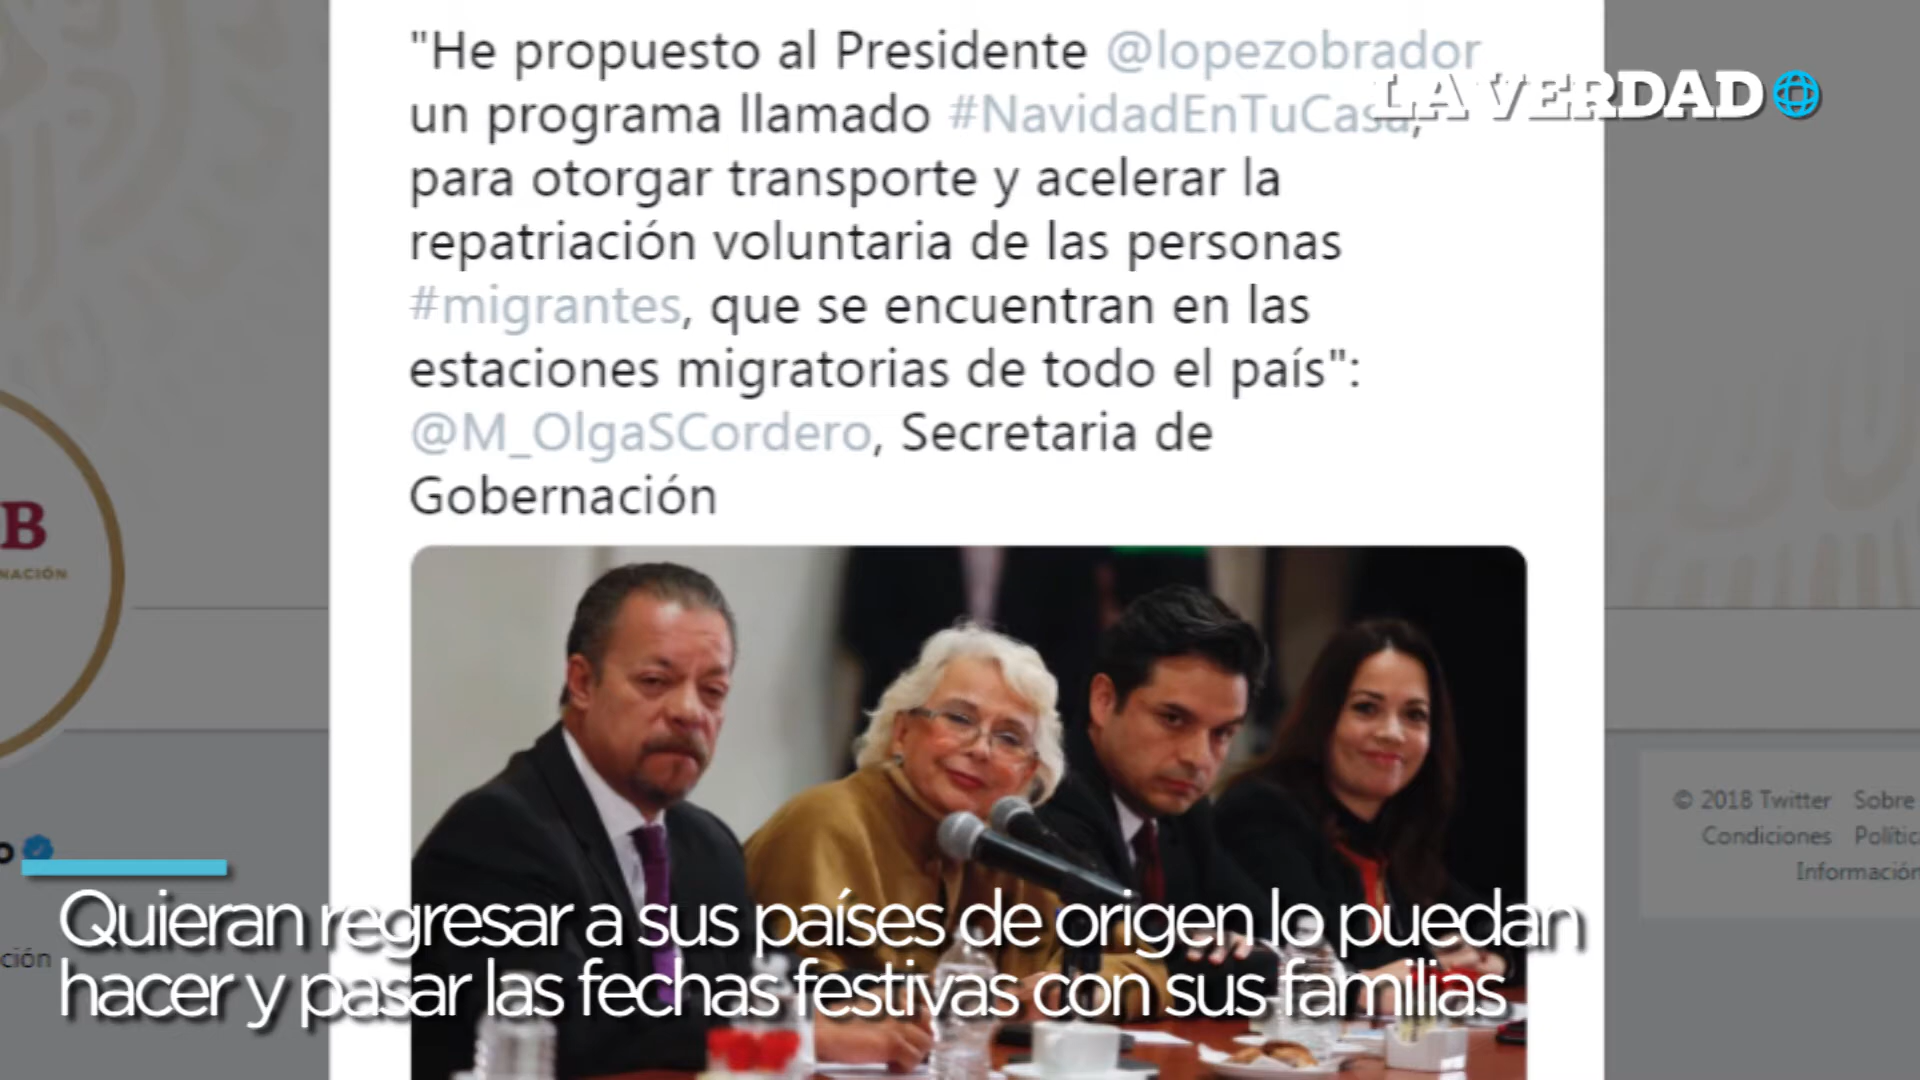 "He propuesto al Presidente @lopezobrador
un programa llamado #NavidadEnTuCasa,
para otorgar transporte y acelerar la
repatriación voluntaria de las personas
#migrantes, que se encuentran en las
estaciones migratorias de todo el país":
@M_OlgaSCordero, Secretaria de
Gobernación
LA VERDAD
B
NACIÓN
o
ción
© 2018 Twitter Sobre
Condiciones
Información
Quieran regresar a sus países de origen lo puedan
hacer y pasar las fechas festivas con sus familias